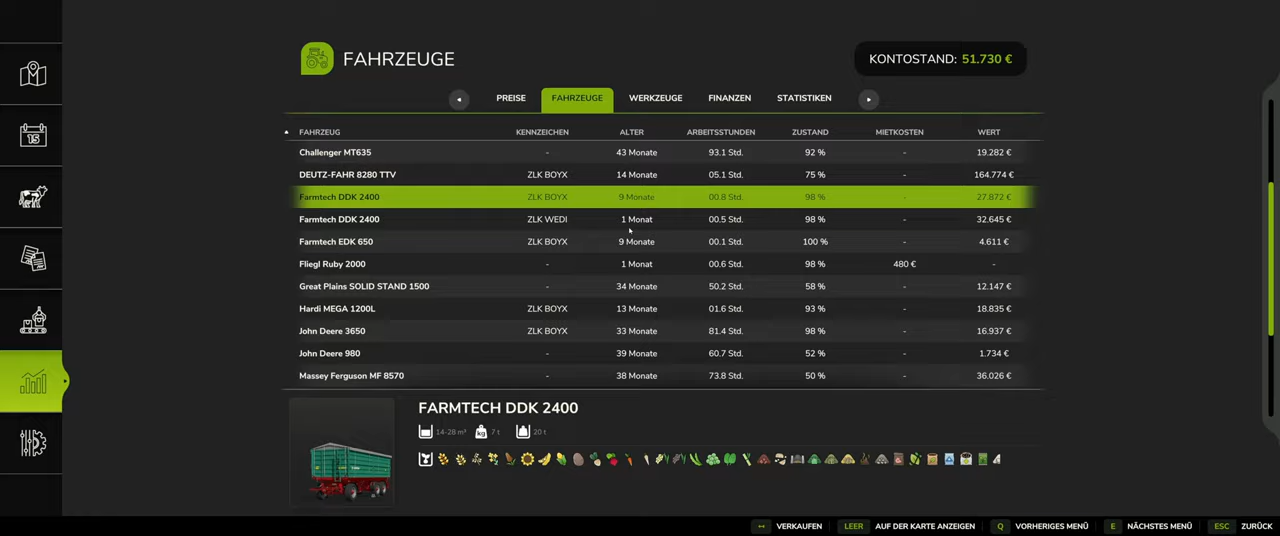 FAHRZEUGE
KONTOSTAND: 51.730 €
PREISE FAHRZEUGE WERKZEUGE FINANZEN STATISTIKEN
FAHRZEUG KENNZEICHEN ALTER ARBEITSSTUNDEN ZUSTAND MIETKOSTEN WERT
Challenger MT635 - 43 Monate 93.1 Std. 92 % - 19.282 €
DEUTZ-FAHR 8280 TTV ZLK BOYX 14 Monate 05.1 Std. 75 % - 164.774 €
Farmtech DDK 2400 ZLK BOYX 9 Monate 00.8 Std. 98 % - 27.872 €
Farmtech DDK 2400 ZLK WEDI 1 Monat 00.5 Std. 98 % - 32.645 €
Farmtech EDK 650 ZLK BOYX 9 Monate 00.1 Std. 100 % - 4.611 €
Fliegl Ruby 2000 - 1 Monat 00.6 Std. 98 % 480 € -
Great Plains SOLID STAND 1500 - 34 Monate 50.2 Std. 58 % - 12.147 €
Hardi MEGA 1200L ZLK BOYX 13 Monate 01.6 Std. 93 % - 18.835 €
John Deere 3650 ZLK BOYX 33 Monate 81.4 Std. 98 % - 16.937 €
John Deere 980 - 39 Monate 60.7 Std. 52 % - 1.734 €
Massey Ferguson MF 8570 - 38 Monate 73.8 Std. 50 % - 36.026 €
FARMTECH DDK 2400
14-28 m³ 7 t 20 t
15
kg
VERKAUFEN LEER AUF DER KARTE ANZEIGEN Q VORHERIGES MENÜ E NÄCHSTES MENÜ ESC ZURÜCK